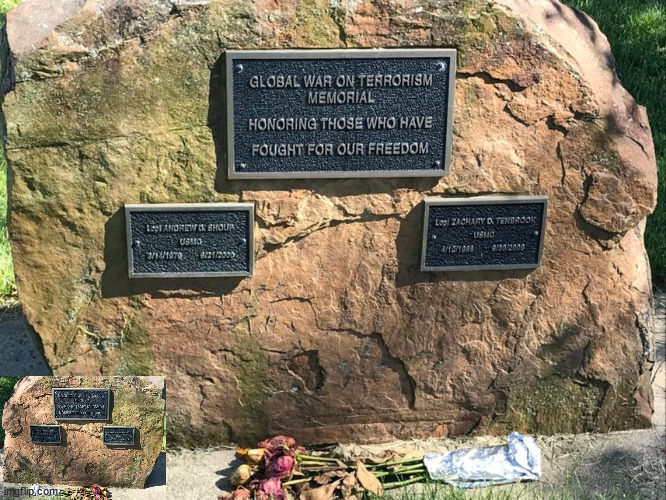 GLOBAL WAR ON TERRORISM
MEMORIAL
HONORING THOSE WHO HAVE
FOUGHT FOR OUR FREEDOM
Lcpl ANDREW D. SHOUP
USMC
Lcpl ZACHARY D. TENBROOK
USMC
imgflip.com